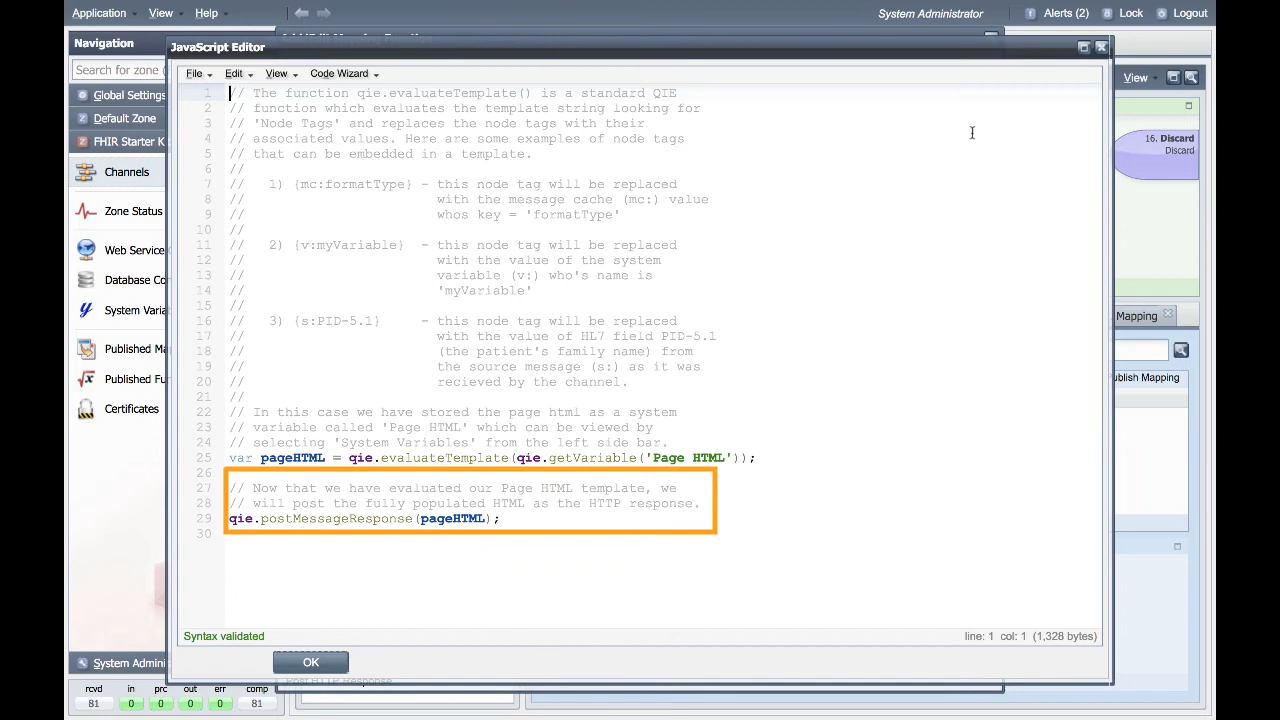 Application View Help System Administrator Alerts (2) Lock Logout
Navigation
JavaScript Editor
Search for zone (
File Edit View Code Wizard
View
Global Settings
Default Zone
FHIR Starter K
Channels
Zone Status
Web Service
Database Co
System Varia
Published Ma
Published Fu
Certificates
System Admini
1 // The function qie.evaluateTemplate() is a standard QIE
2 // function which evaluates the template string looking for
3 // 'Node Tags' and replaces the node tags with their
4 // associated values. Here are some examples of node tags
5 // that can be embedded in a template.
6 //
7 // 1) {mc:formatType} - this node tag will be replaced
8 // with the message cache (mc:) value
9 // whos key = 'formatType'
10 //
11 // 2) {v:myVariable} - this node tag will be replaced
12 // with the value of the system
13 // variable (v:) who's name is
14 // 'myVariable'
15 //
16 // 3) {s:PID-5.1} - this node tag will be replaced
17 // with the value of HL7 field PID-5.1
18 // (the patient's family name) from
19 // the source message (s:) as it was
20 // recieved by the channel.
21 //
22 // In this case we have stored the page html as a system
23 // variable called 'Page HTML' which can be viewed by
24 // selecting 'System Variables' from the left side bar.
25 var pageHTML = qie.evaluateTemplate(qie.getVariable('Page HTML'));
26
27 // Now that we have evaluated our Page HTML template, we
28 // will post the fully populated HTML as the HTTP response.
29 qie.postMessageResponse(pageHTML);
30
Syntax validated line: 1 col: 1 (1,328 bytes)
OK
16. Discard
Discard
Mapping
ublish Mapping
Post HTTP Response
rcvd in prc out err comp
81 0 0 0 0 81